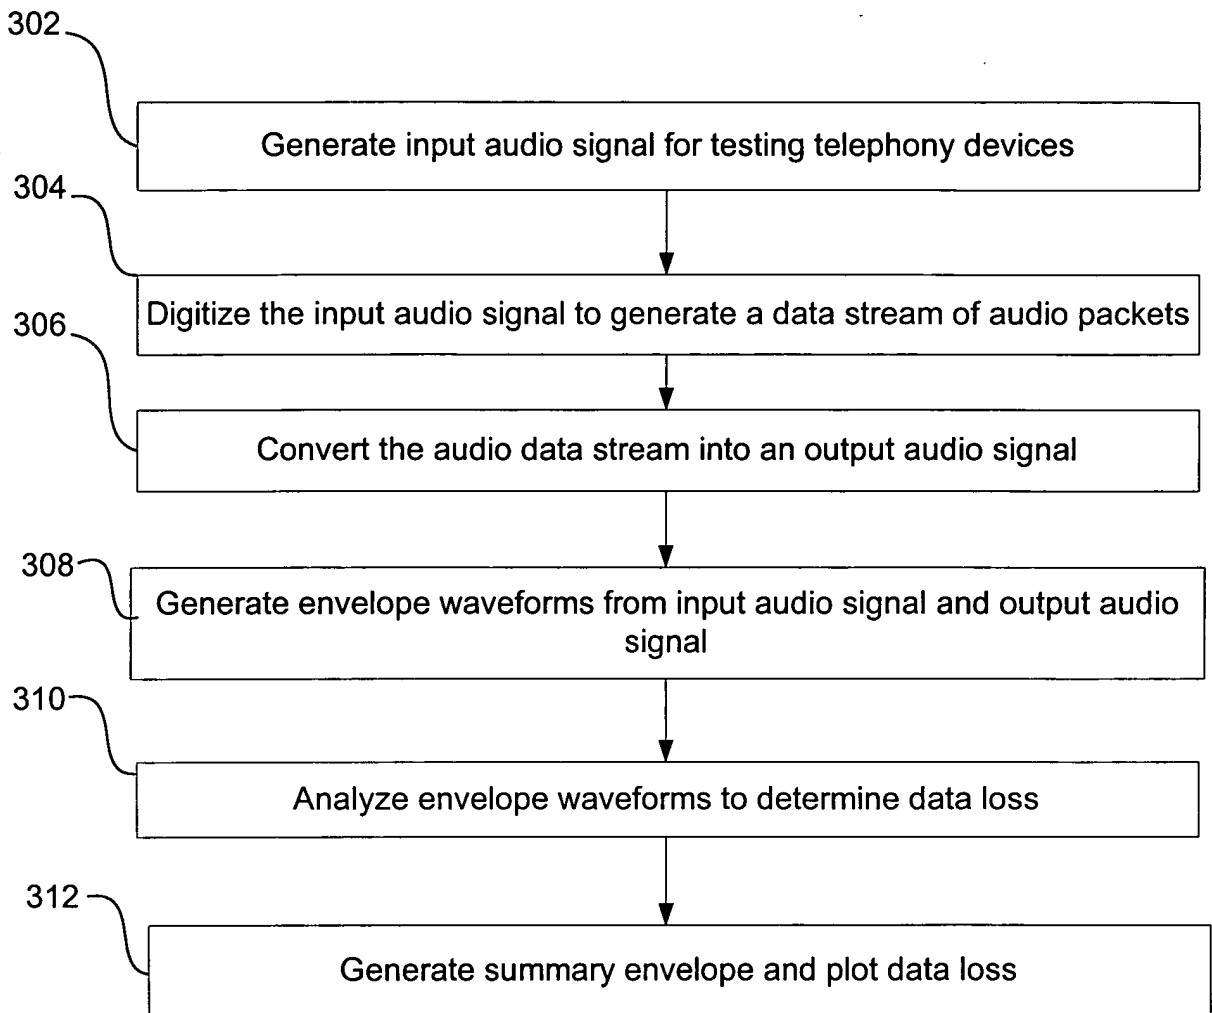 302
Generate input audio signal for testing telephony devices
304
Digitize the input audio signal to generate a data stream of audio packets
306
Convert the audio data stream into an output audio signal
308
Generate envelope waveforms from input audio signal and output audio
signal
310
Analyze envelope waveforms to determine data loss
312
Generate summary envelope and plot data loss